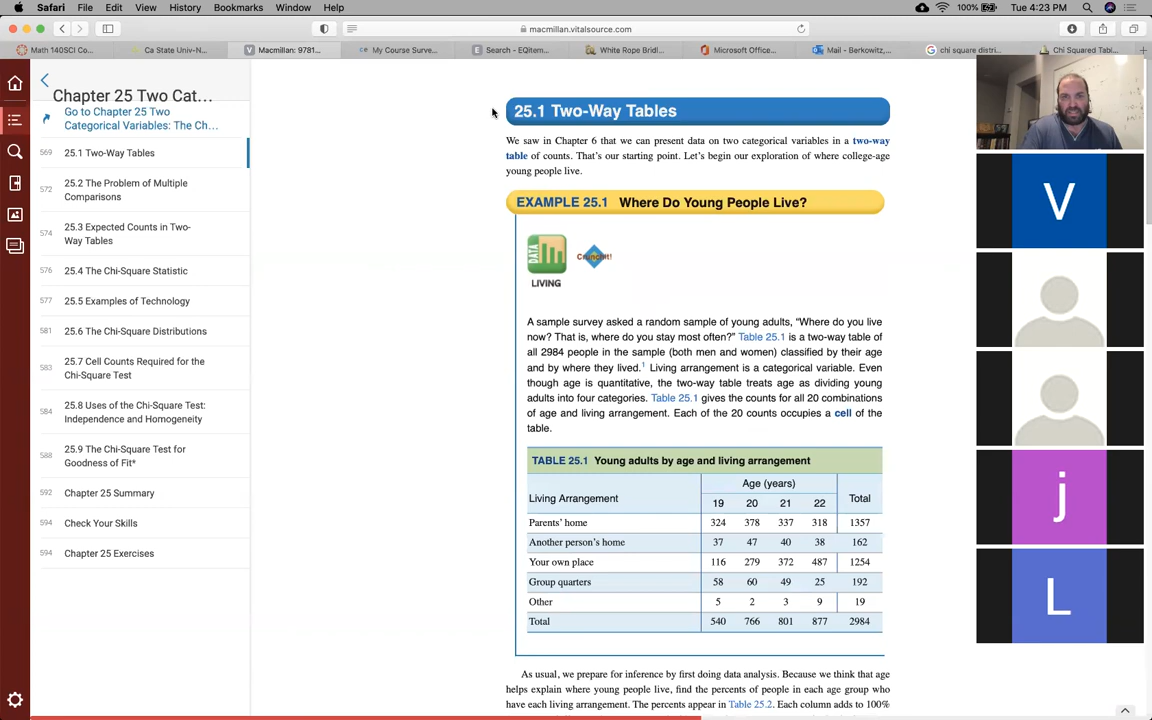 Safari File Edit View History Bookmarks Window Help
100% Tue 4:23 PM
macmillan.vitalsource.com
Math 140SCI Co...
Ca State Univ-N...
Macmillan: 9781...
My Course Surve...
Search - EQitem...
White Rope Bridl...
Microsoft Office...
Mail - Berkowitz,...
chi square distri...
Chi Squared Tabl...
Chapter 25 Two Cat...
Go to Chapter 25 Two
Categorical Variables: The Ch...
569 25.1 Two-Way Tables
572 25.2 The Problem of Multiple
Comparisons
574 25.3 Expected Counts in Two-
Way Tables
576 25.4 The Chi-Square Statistic
577 25.5 Examples of Technology
581 25.6 The Chi-Square Distributions
583 25.7 Cell Counts Required for the
Chi-Square Test
584 25.8 Uses of the Chi-Square Test:
Independence and Homogeneity
588 25.9 The Chi-Square Test for
Goodness of Fit*
592 Chapter 25 Summary
594 Check Your Skills
594 Chapter 25 Exercises
25.1 Two-Way Tables
We saw in Chapter 6 that we can present data on two categorical variables in a two-way
table of counts. That's our starting point. Let's begin our exploration of where college-age
young people live.
EXAMPLE 25.1 Where Do Young People Live?
DATA
CrunchIt!
LIVING
A sample survey asked a random sample of young adults, "Where do you live
now? That is, where do you stay most often?" Table 25.1 is a two-way table of
all 2984 people in the sample (both men and women) classified by their age
and by where they lived.1 Living arrangement is a categorical variable. Even
though age is quantitative, the two-way table treats age as dividing young
adults into four categories. Table 25.1 gives the counts for all 20 combinations
of age and living arrangement. Each of the 20 counts occupies a cell of the
table.
TABLE 25.1 Young adults by age and living arrangement
Age (years)
Living Arrangement 19 20 21 22 Total
Parents' home 324 378 337 318 1357
Another person's home 37 47 40 38 162
Your own place 116 279 372 487 1254
Group quarters 58 60 49 25 192
Other 5 2 3 9 19
Total 540 766 801 877 2984
As usual, we prepare for inference by first doing data analysis. Because we think that age
helps explain where young people live, find the percents of people in each age group who
have each living arrangement. The percents appear in Table 25.2. Each column adds to 100%
V
j
L